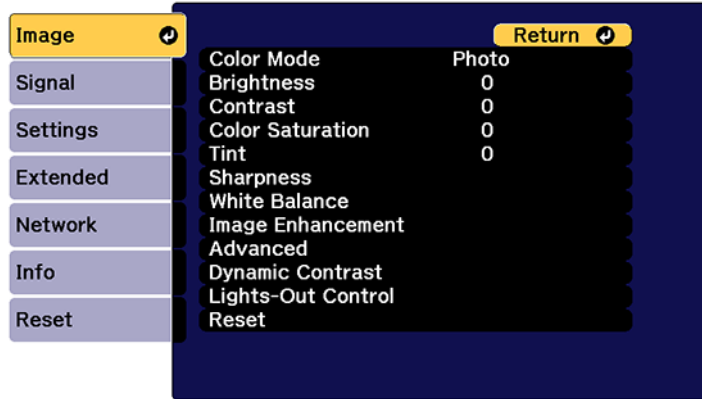 Image
Signal
Settings
Extended
Network
Info
Reset
Return
Color Mode Photo
Brightness 0
Contrast 0
Color Saturation 0
Tint 0
Sharpness
White Balance
Image Enhancement
Advanced
Dynamic Contrast
Lights-Out Control
Reset